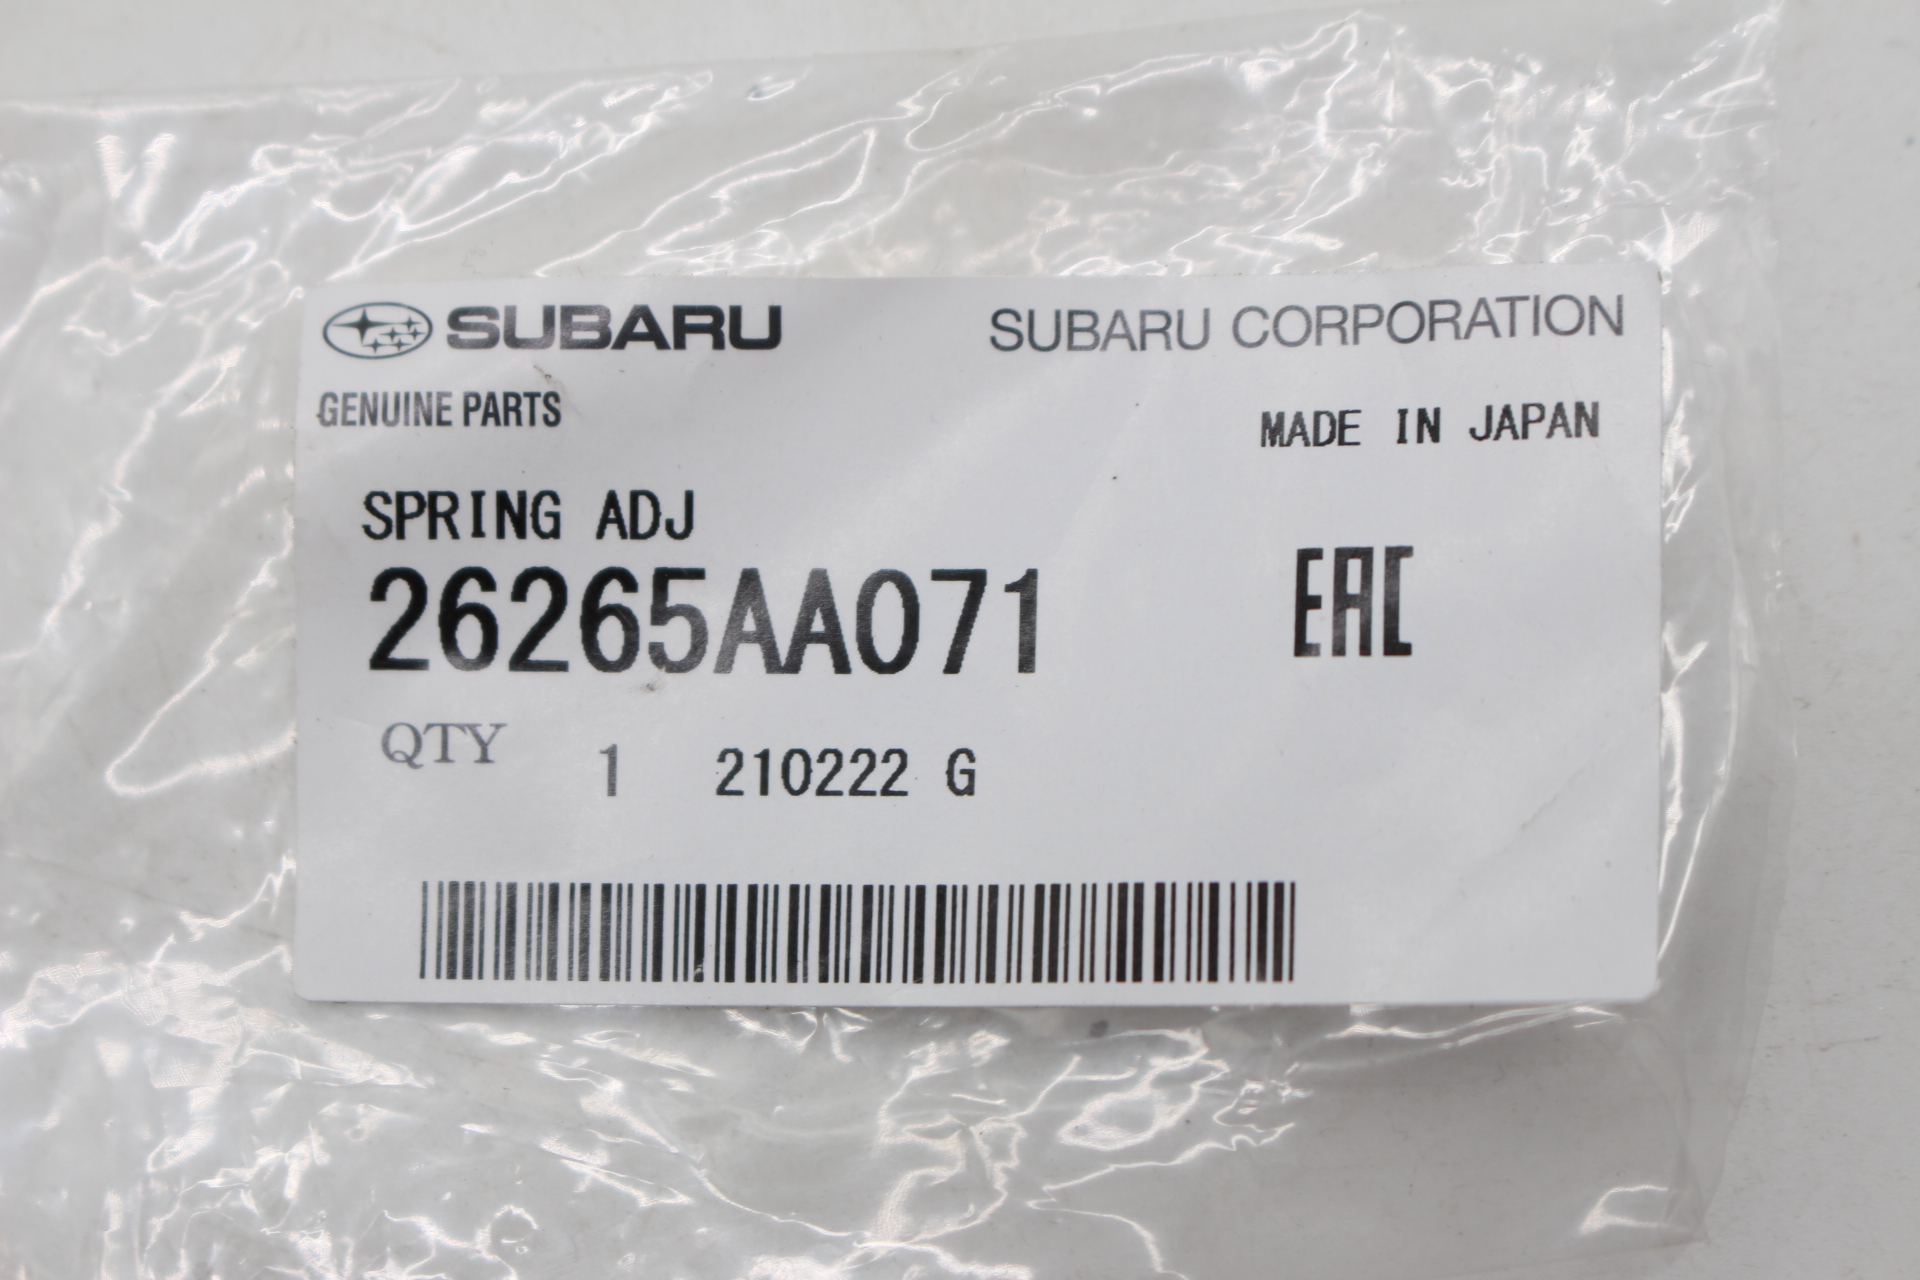 SUBARU SUBARU CORPORATION
GENUINE PARTS MADE IN JAPAN
SPRING ADJ
26265AA071 EAC
QTY 1 210222 G